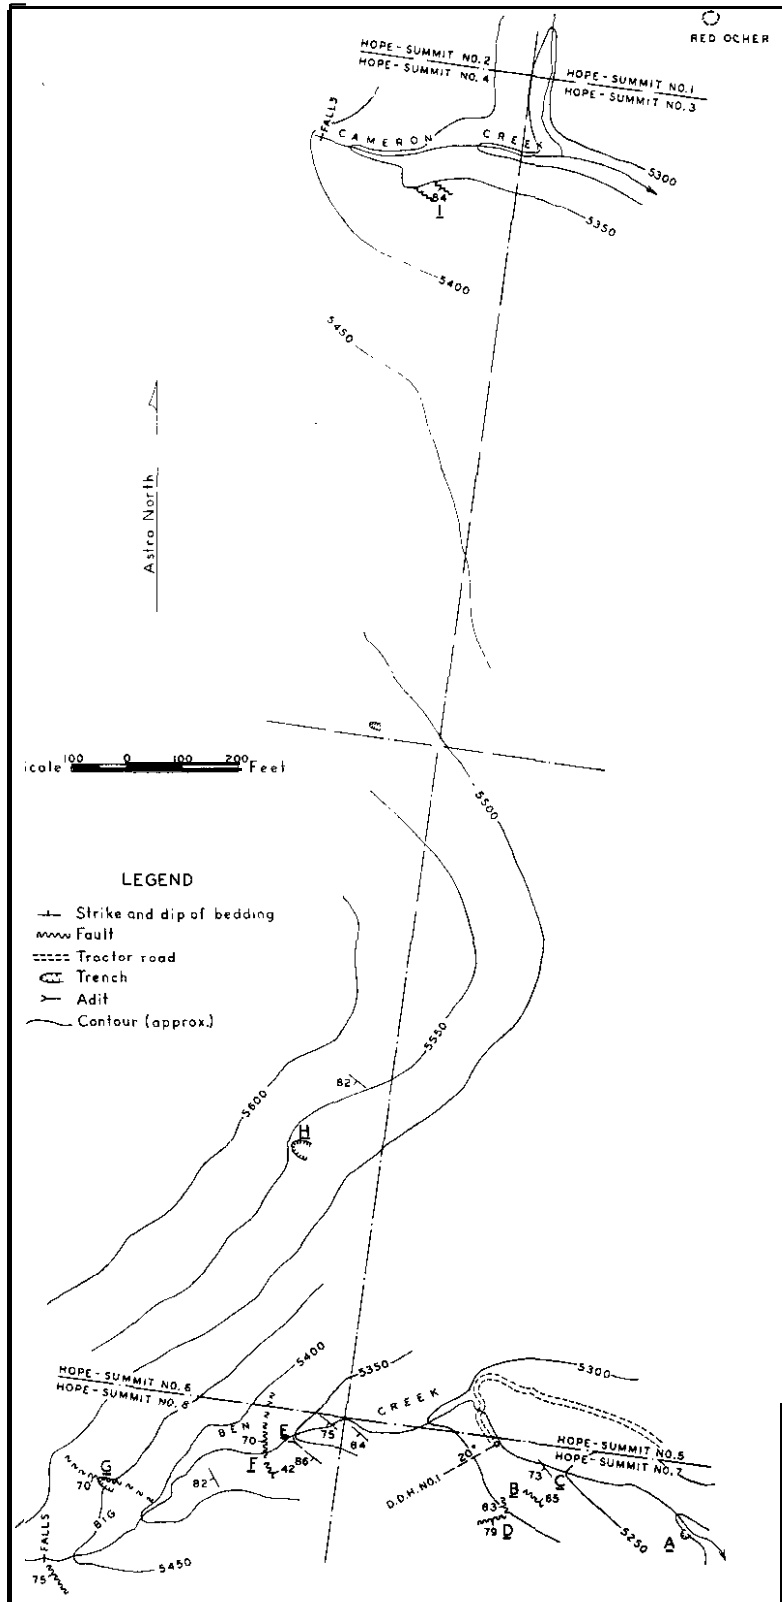 RED OCHER
HOPE - SUMMIT NO. 2
HOPE - SUMMIT NO. 4
HOPE - SUMMIT NO. 1
HOPE - SUMMIT NO. 3
FALLS
CAMERON CREEK
5300
84
I
5350
5400
5450
Astro North
icale 100 0 100 200 Feet
5500
LEGEND
Strike and dip of bedding
Fault
Tractor road
Trench
Adit
Contour (approx.)
5550
82
5600
H
5400
5350
5300
HOPE - SUMMIT NO. 6
HOPE - SUMMIT NO. 8
BIG BEN CREEK
E
75
84
70
F
42
86
82
G
70
HOPE - SUMMIT NO. 5
HOPE - SUMMIT NO. 7
20°
D.D.H. NO. 1
73
C
B
65
83
79
D
5250
A
FALLS
5450
75